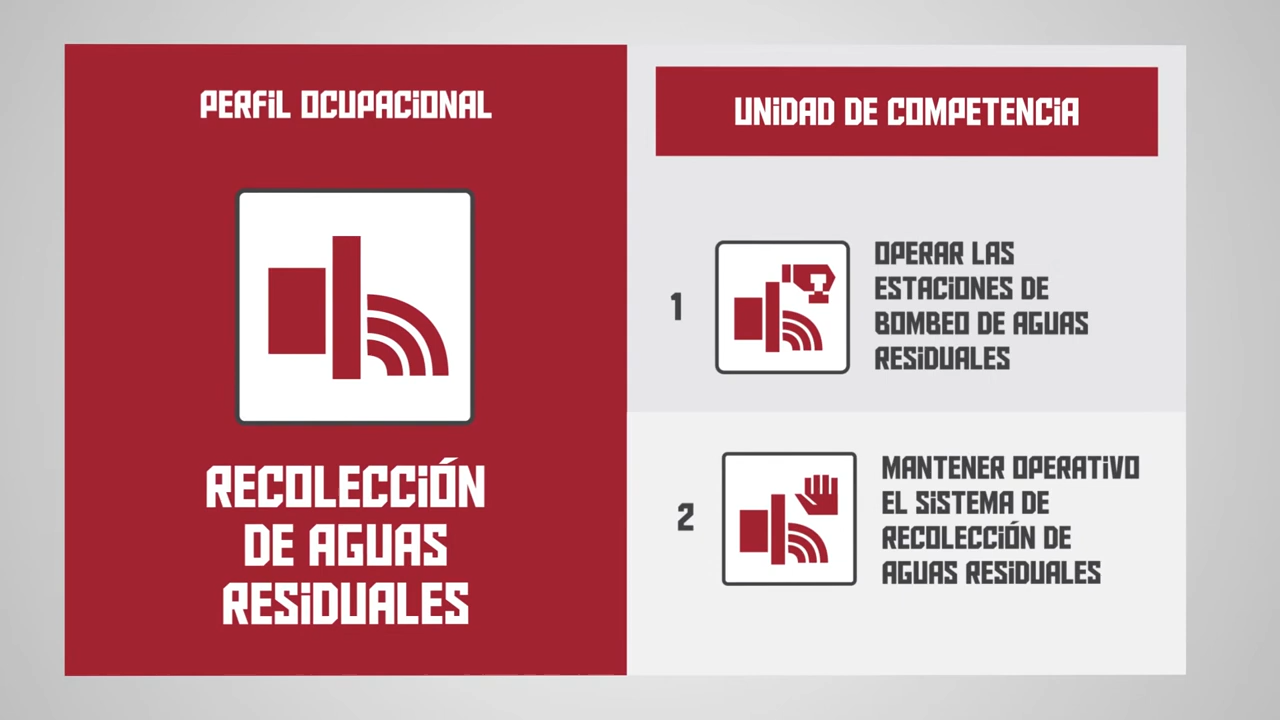 PERFIL OCUPACIONAL
RECOLECCIÓN
DE AGUAS
RESIDUALES
UNIDAD DE COMPETENCIA
1
OPERAR LAS
ESTACIONES DE
BOMBEO DE AGUAS
RESIDUALES
2
MANTENER OPERATIVO
EL SISTEMA DE
RECOLECCIÓN DE
AGUAS RESIDUALES